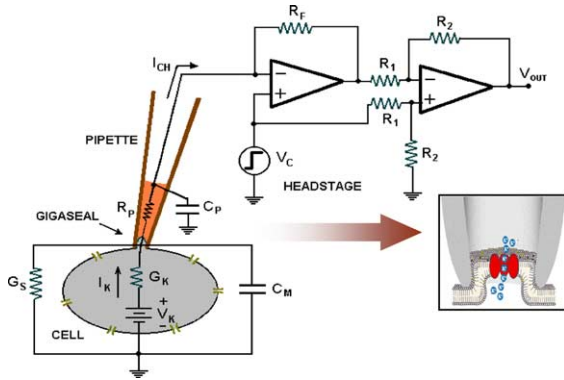 R_F
I_CH
R_2
−
+
R_1
−
+
V_OUT
R_1
PIPETTE
V_C
R_2
HEADSTAGE
R_P
C_P
GIGASEAL
G_S
I_K
G_K
C_M
+
V_K
−
CELL